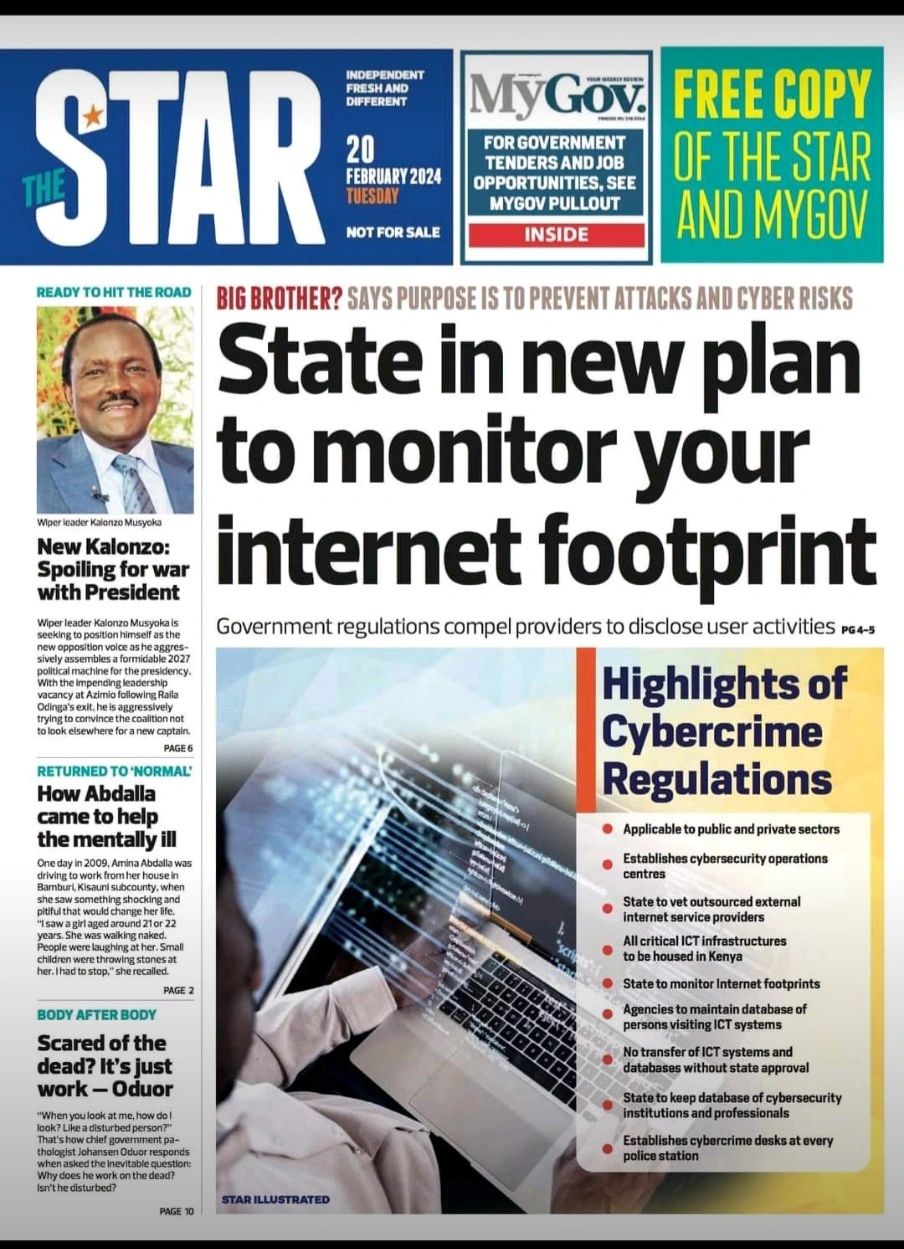 THE STAR
INDEPENDENT
FRESH AND
DIFFERENT
20
FEBRUARY 2024
TUESDAY
NOT FOR SALE
YOUR WEEKLY REVIEW
MyGov.
FOR GOVERNMENT
TENDERS AND JOB
OPPORTUNITIES, SEE
MYGOV PULLOUT
INSIDE
FREE COPY
OF THE STAR
AND MYGOV
READY TO HIT THE ROAD
Wiper leader Kalonzo Musyoka
New Kalonzo:
Spoiling for war
with President
Wiper leader Kalonzo Musyoka is
seeking to position himself as the
new opposition voice as he aggres-
sively assembles a formidable 2027
political machine for the presidency.
With the impending leadership
vacancy at Azimio following Raila
Odinga's exit, he is aggressively
trying to convince the coalition not
to look elsewhere for a new captain.
PAGE 6
RETURNED TO 'NORMAL'
How Abdalla
came to help
the mentally ill
One day in 2009, Amina Abdalla was
driving to work from her house in
Bamburi, Kisauni subcounty, when
she saw something shocking and
pitiful that would change her life.
"I saw a girl aged around 21 or 22
years. She was walking naked.
People were laughing at her. Small
children were throwing stones at
her. I had to stop," she recalled.
PAGE 2
BODY AFTER BODY
Scared of the
dead? It's just
work — Oduor
"When you look at me, how do I
look? Like a disturbed person?"
That's how chief government pa-
thologist Johansen Oduor responds
when asked the inevitable question:
Why does he work on the dead?
Isn't he disturbed?
PAGE 10
BIG BROTHER? SAYS PURPOSE IS TO PREVENT ATTACKS AND CYBER RISKS
State in new plan
to monitor your
internet footprint
Government regulations compel providers to disclose user activities PG 4-5
Highlights of
Cybercrime
Regulations
Applicable to public and private sectors
Establishes cybersecurity operations
centres
State to vet outsourced external
internet service providers
All critical ICT infrastructures
to be housed in Kenya
State to monitor Internet footprints
Agencies to maintain database of
persons visiting ICT systems
No transfer of ICT systems and
databases without state approval
State to keep database of cybersecurity
institutions and professionals
Establishes cybercrime desks at every
police station
STAR ILLUSTRATED